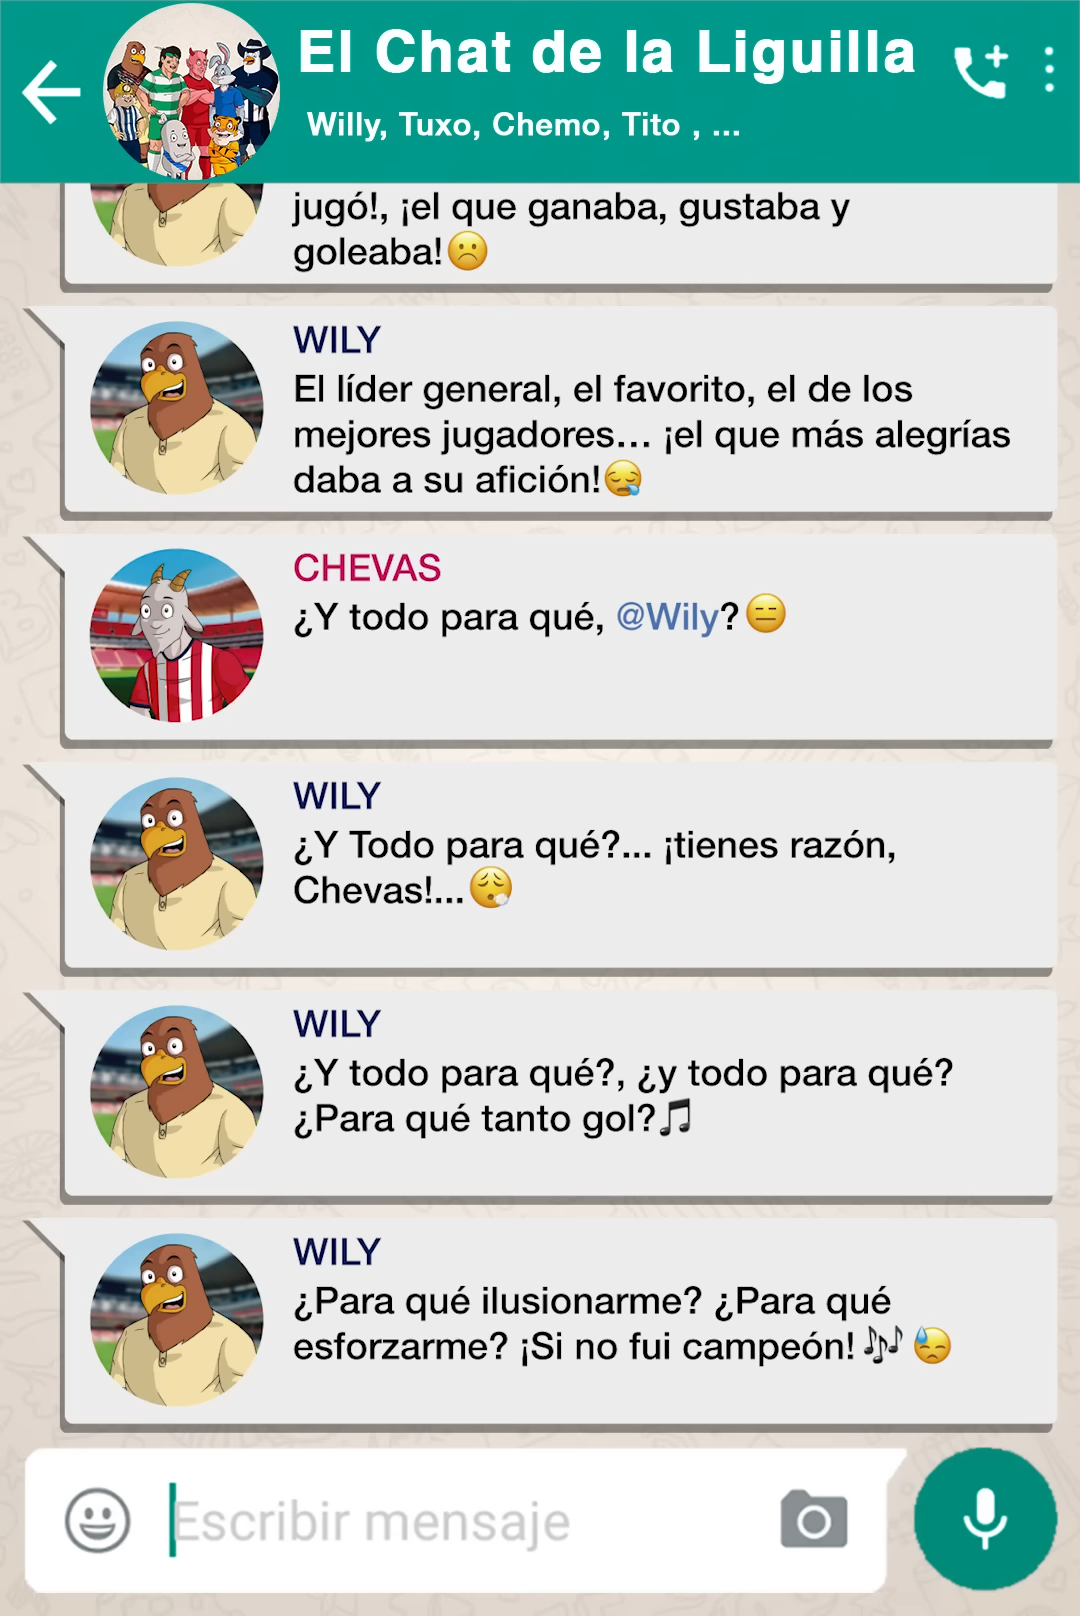 El Chat de la Liguilla
Willy, Tuxo, Chemo, Tito , ...
jugó!, ¡el que ganaba, gustaba y
goleaba!☹️
WILY
El líder general, el favorito, el de los
mejores jugadores... ¡el que más alegrías
daba a su afición!😪
CHEVAS
¿Y todo para qué, @Wily?😑
WILY
¿Y Todo para qué?... ¡tienes razón,
Chevas!...😮‍💨
WILY
¿Y todo para qué?, ¿y todo para qué?
¿Para qué tanto gol?🎵
WILY
¿Para qué ilusionarme? ¿Para qué
esforzarme? ¡Si no fui campeón!🎶😓
Escribir mensaje